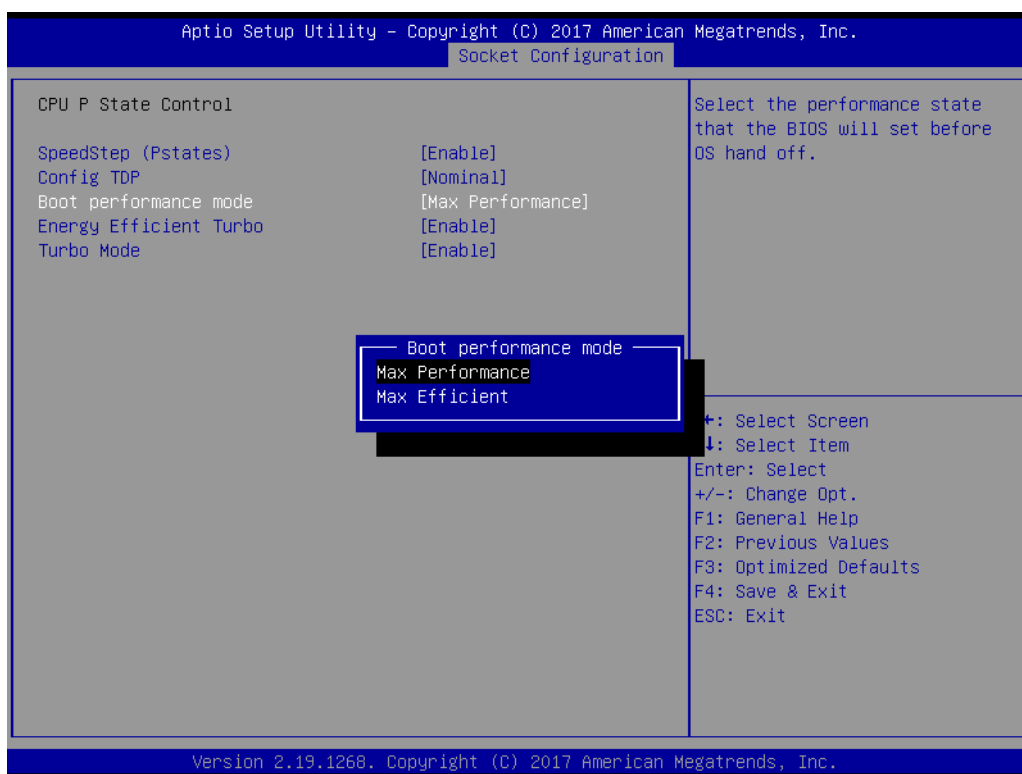 Aptio Setup Utility – Copyright (C) 2017 American Megatrends, Inc.
Socket Configuration
CPU P State Control
SpeedStep (Pstates) [Enable]
Config TDP [Nominal]
Boot performance mode [Max Performance]
Energy Efficient Turbo [Enable]
Turbo Mode [Enable]
Select the performance state
that the BIOS will set before
OS hand off.
Boot performance mode
Max Performance
Max Efficient
←: Select Screen
↓: Select Item
Enter: Select
+/-: Change Opt.
F1: General Help
F2: Previous Values
F3: Optimized Defaults
F4: Save & Exit
ESC: Exit
Version 2.19.1268. Copyright (C) 2017 American Megatrends, Inc.